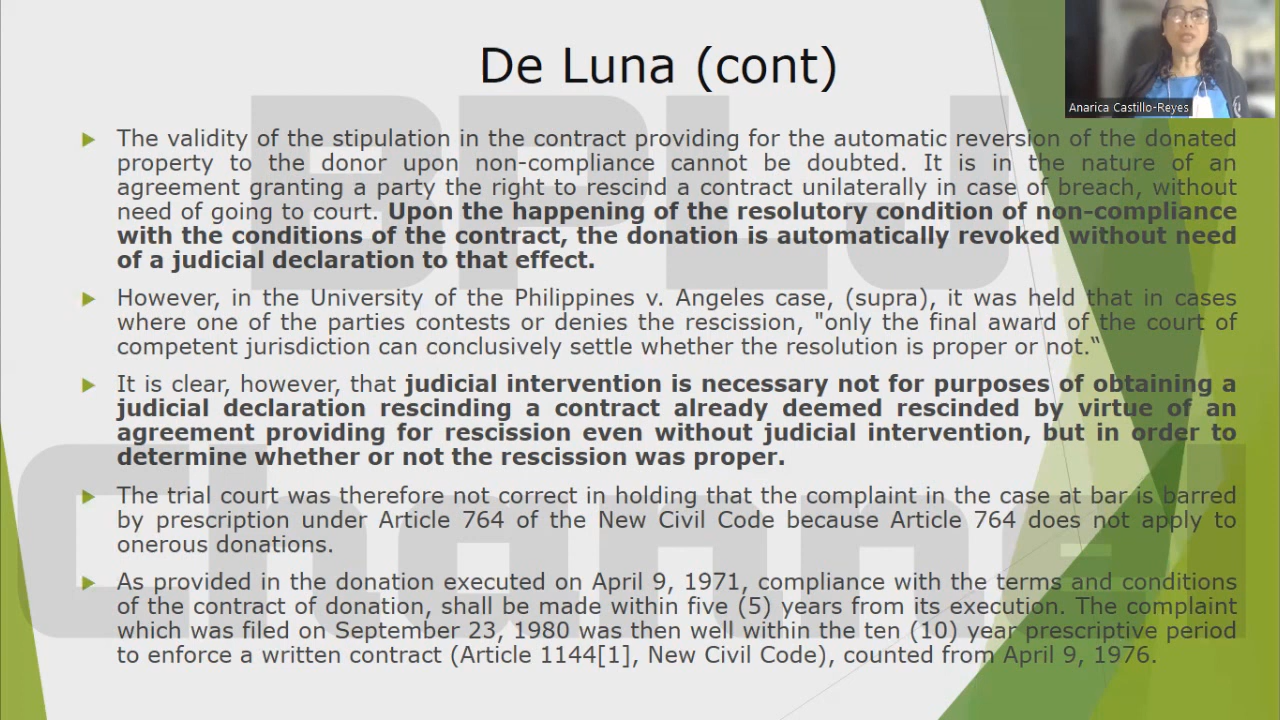 De Luna (cont)
Anarica Castillo-Reyes
The validity of the stipulation in the contract providing for the automatic reversion of the donated
property to the donor upon non-compliance cannot be doubted. It is in the nature of an
agreement granting a party the right to rescind a contract unilaterally in case of breach, without
need of going to court. Upon the happening of the resolutory condition of non-compliance
with the conditions of the contract, the donation is automatically revoked without need
of a judicial declaration to that effect.
However, in the University of the Philippines v. Angeles case, (supra), it was held that in cases
where one of the parties contests or denies the rescission, "only the final award of the court of
competent jurisdiction can conclusively settle whether the resolution is proper or not.“
It is clear, however, that judicial intervention is necessary not for purposes of obtaining a
judicial declaration rescinding a contract already deemed rescinded by virtue of an
agreement providing for rescission even without judicial intervention, but in order to
determine whether or not the rescission was proper.
The trial court was therefore not correct in holding that the complaint in the case at bar is barred
by prescription under Article 764 of the New Civil Code because Article 764 does not apply to
onerous donations.
As provided in the donation executed on April 9, 1971, compliance with the terms and conditions
of the contract of donation, shall be made within five (5) years from its execution. The complaint
which was filed on September 23, 1980 was then well within the ten (10) year prescriptive period
to enforce a written contract (Article 1144[1], New Civil Code), counted from April 9, 1976.
BPLJ
Channel